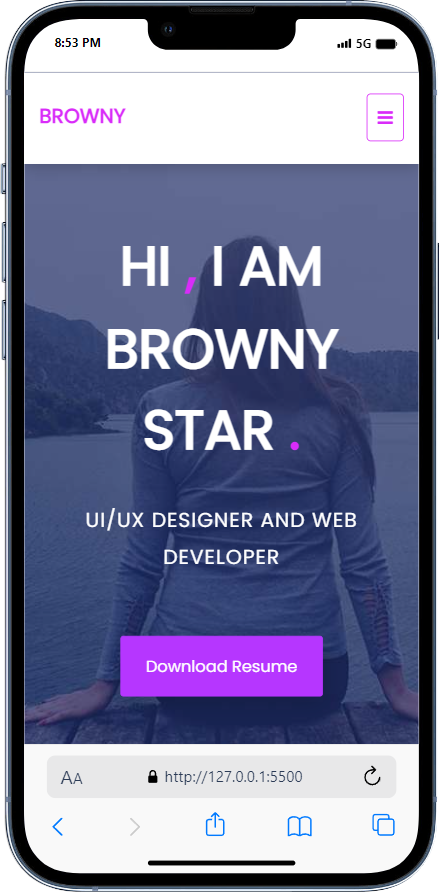 8:53 PM 5G
BROWNY
HI , I AM
BROWNY
STAR .
UI/UX DESIGNER AND WEB
DEVELOPER
Download Resume
AA http://127.0.0.1:5500